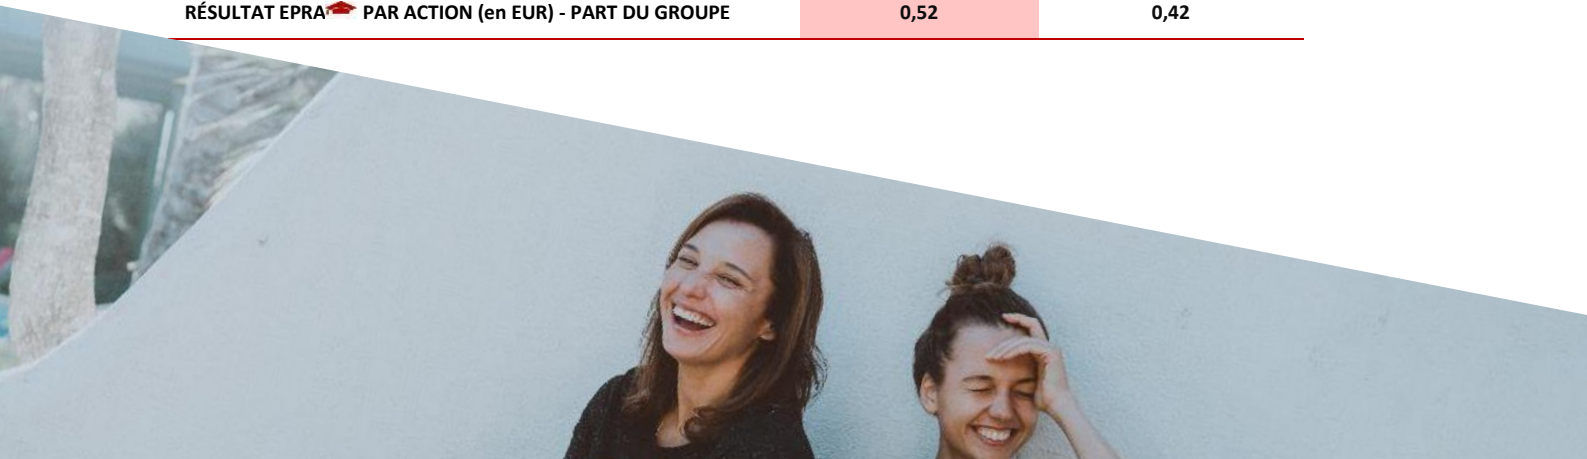 RÉSULTAT EPRA PAR ACTION (en EUR) - PART DU GROUPE 0,52 0,42